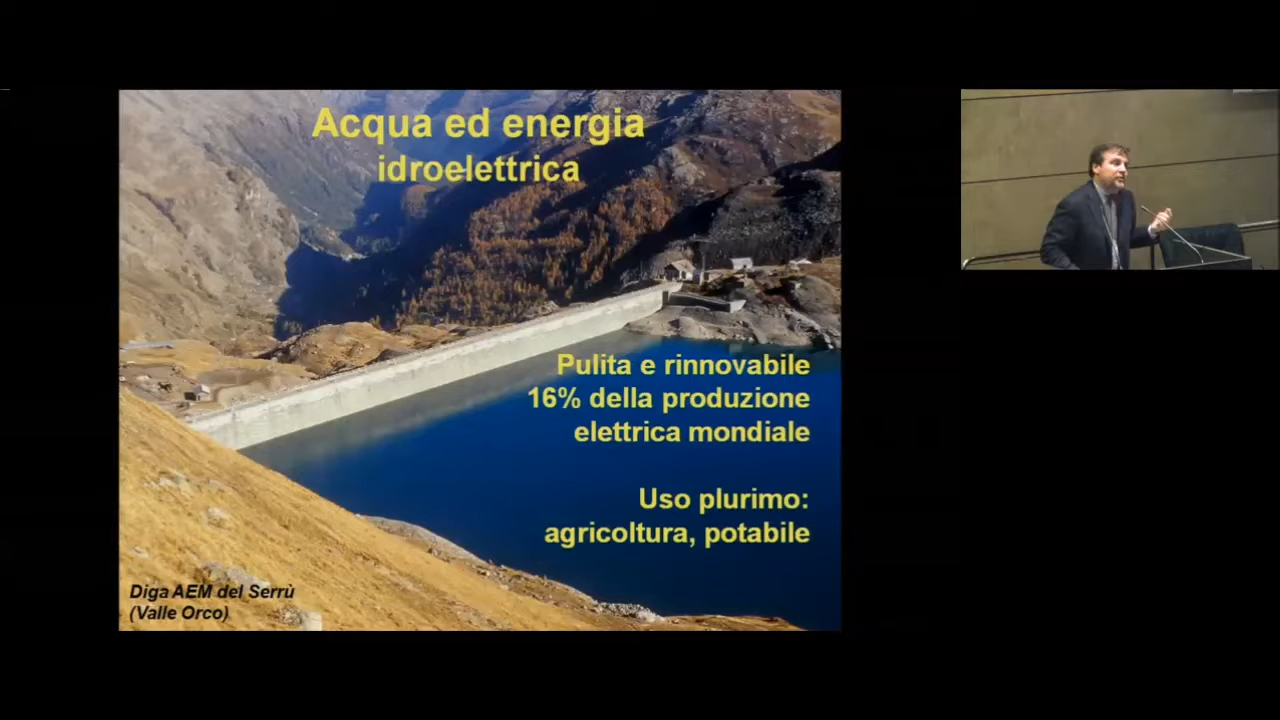 Acqua ed energia
idroelettrica
Pulita e rinnovabile
16% della produzione
elettrica mondiale
Uso plurimo:
agricoltura, potabile
Diga AEM del Serrù
(Valle Orco)